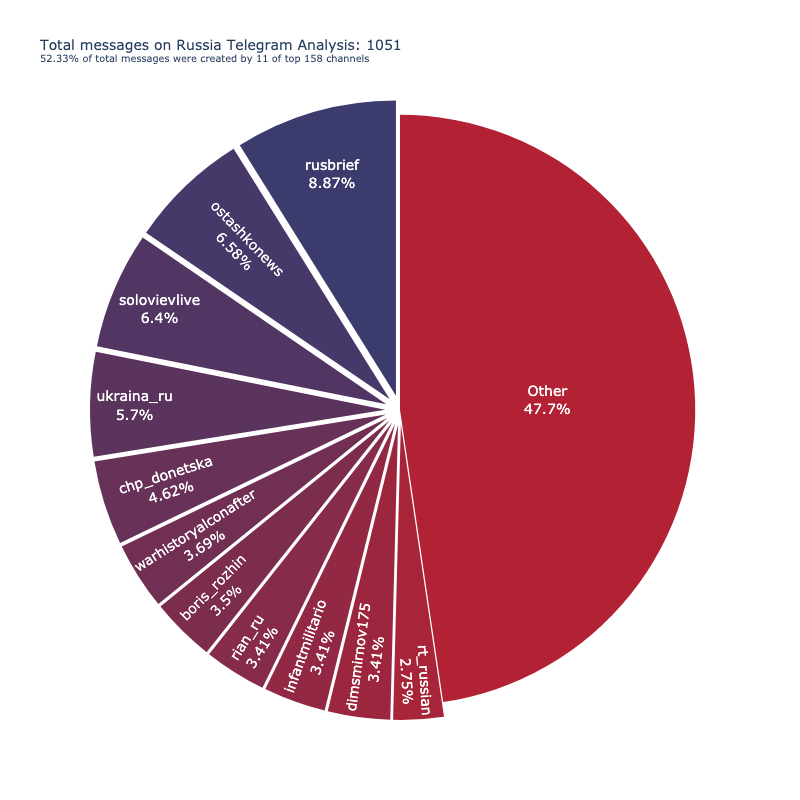 Total messages on Russia Telegram Analysis: 1051
52.33% of total messages were created by 11 of top 158 channels
rusbrief
8.87%
ostashkonews
6.58%
solovievlive
6.4%
ukraina_ru
5.7%
chp_donetska
4.62%
warhistoryalconafter
3.69%
boris_rozhin
3.5%
rian_ru
3.41%
infantmilitario
3.41%
dimsmirnov175
3.41%
rt_russian
2.75%
Other
47.7%